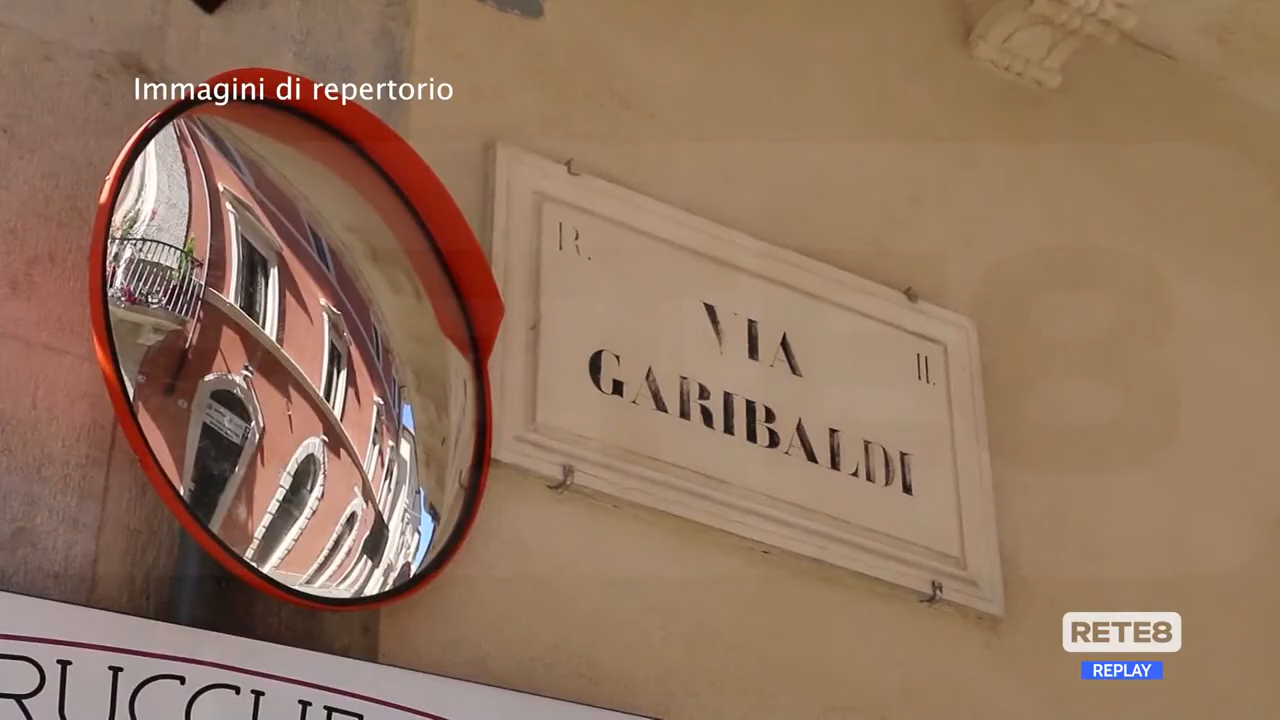 Immagini di repertorio
R.
VIA
II.
GARIBALDI
RETE8
REPLAY